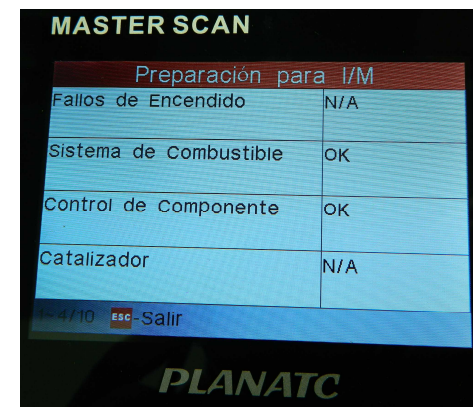 MASTER SCAN
Preparación para I/M
Fallos de Encendido N/A
Sistema de Combustible OK
Control de Componente OK
Catalizador N/A
1~4/10 ESC-Salir
PLANATC